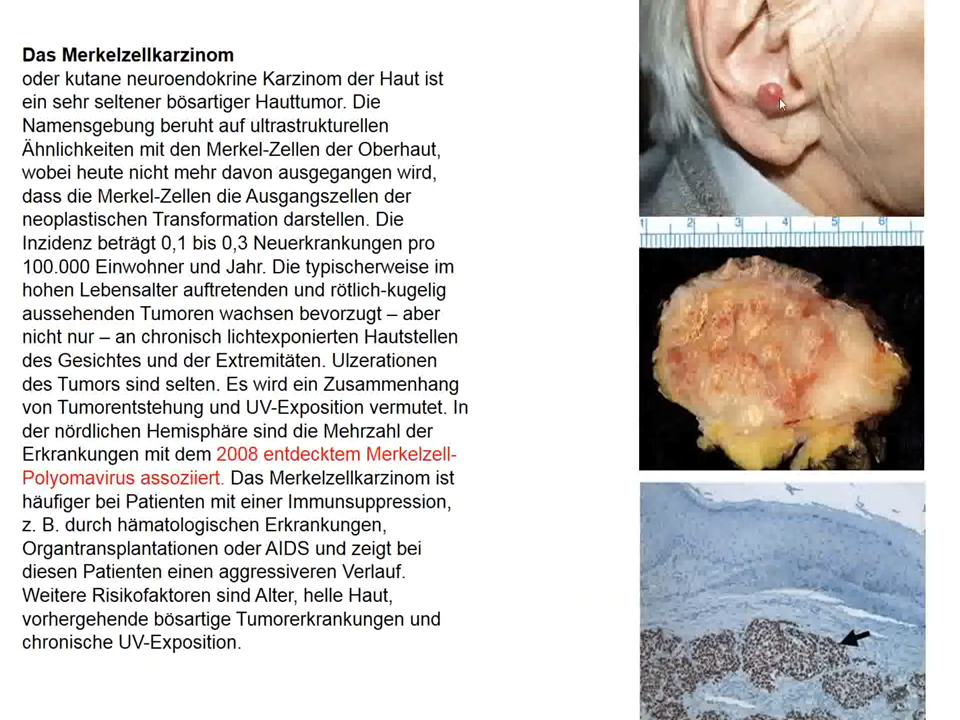 Das Merkelzellkarzinom
oder kutane neuroendokrine Karzinom der Haut ist
ein sehr seltener bösartiger Hauttumor. Die
Namensgebung beruht auf ultrastrukturellen
Ähnlichkeiten mit den Merkel-Zellen der Oberhaut,
wobei heute nicht mehr davon ausgegangen wird,
dass die Merkel-Zellen die Ausgangszellen der
neoplastischen Transformation darstellen. Die
Inzidenz beträgt 0,1 bis 0,3 Neuerkrankungen pro
100.000 Einwohner und Jahr. Die typischerweise im
hohen Lebensalter auftretenden und rötlich-kugelig
aussehenden Tumoren wachsen bevorzugt – aber
nicht nur – an chronisch lichtexponierten Hautstellen
des Gesichtes und der Extremitäten. Ulzerationen
des Tumors sind selten. Es wird ein Zusammenhang
von Tumorentstehung und UV-Exposition vermutet. In
der nördlichen Hemisphäre sind die Mehrzahl der
Erkrankungen mit dem 2008 entdecktem Merkelzell-
Polyomavirus assoziiert. Das Merkelzellkarzinom ist
häufiger bei Patienten mit einer Immunsuppression,
z. B. durch hämatologischen Erkrankungen,
Organtransplantationen oder AIDS und zeigt bei
diesen Patienten einen aggressiveren Verlauf.
Weitere Risikofaktoren sind Alter, helle Haut,
vorhergehende bösartige Tumorerkrankungen und
chronische UV-Exposition.
1 2 3 4 5 6